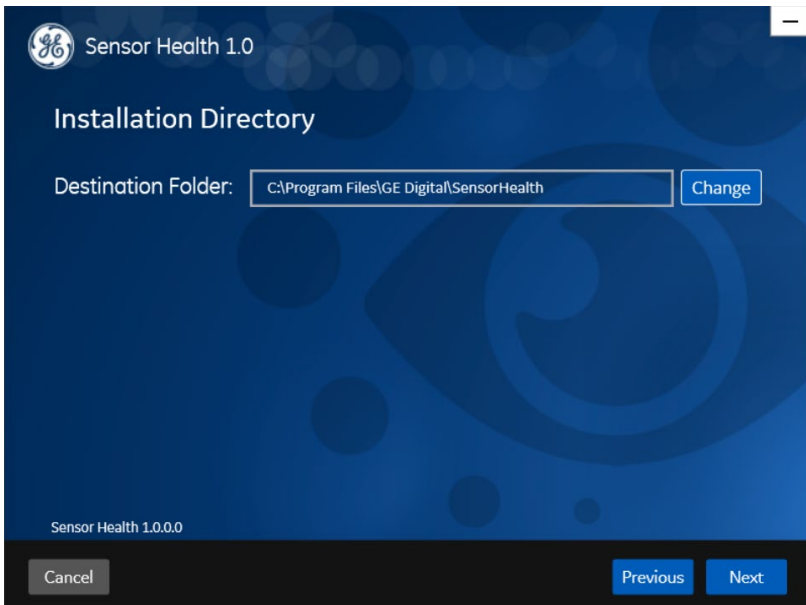 GE Sensor Health 1.0
Installation Directory
Destination Folder: C:\Program Files\GE Digital\SensorHealth Change
Sensor Health 1.0.0.0
Cancel Previous Next